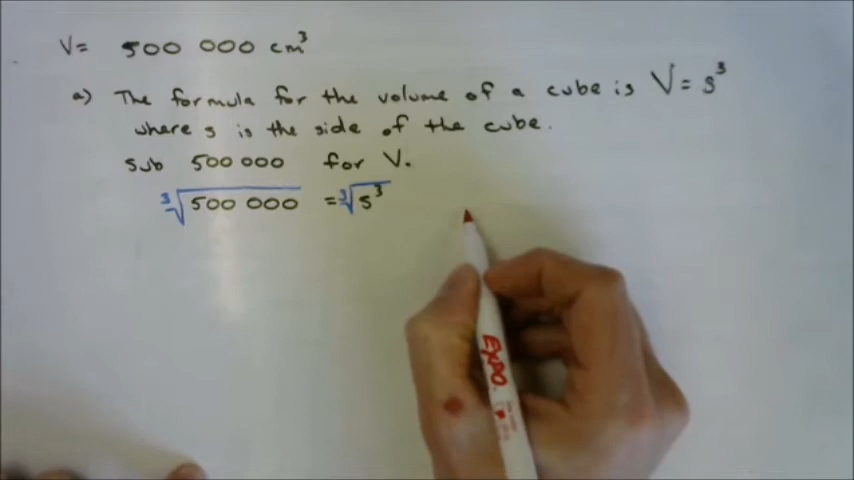 V= 500 000 cm³
a) The formula for the volume of a cube is V = s³
where s is the side of the cube.
Sub 500 000 for V.
∛500 000 = ∛s³
EXPO